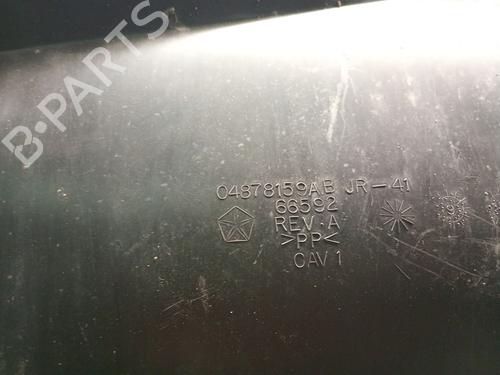 B-PARTS
04878159AB JR-41
66592
REV.A
>PP<
CAV 1